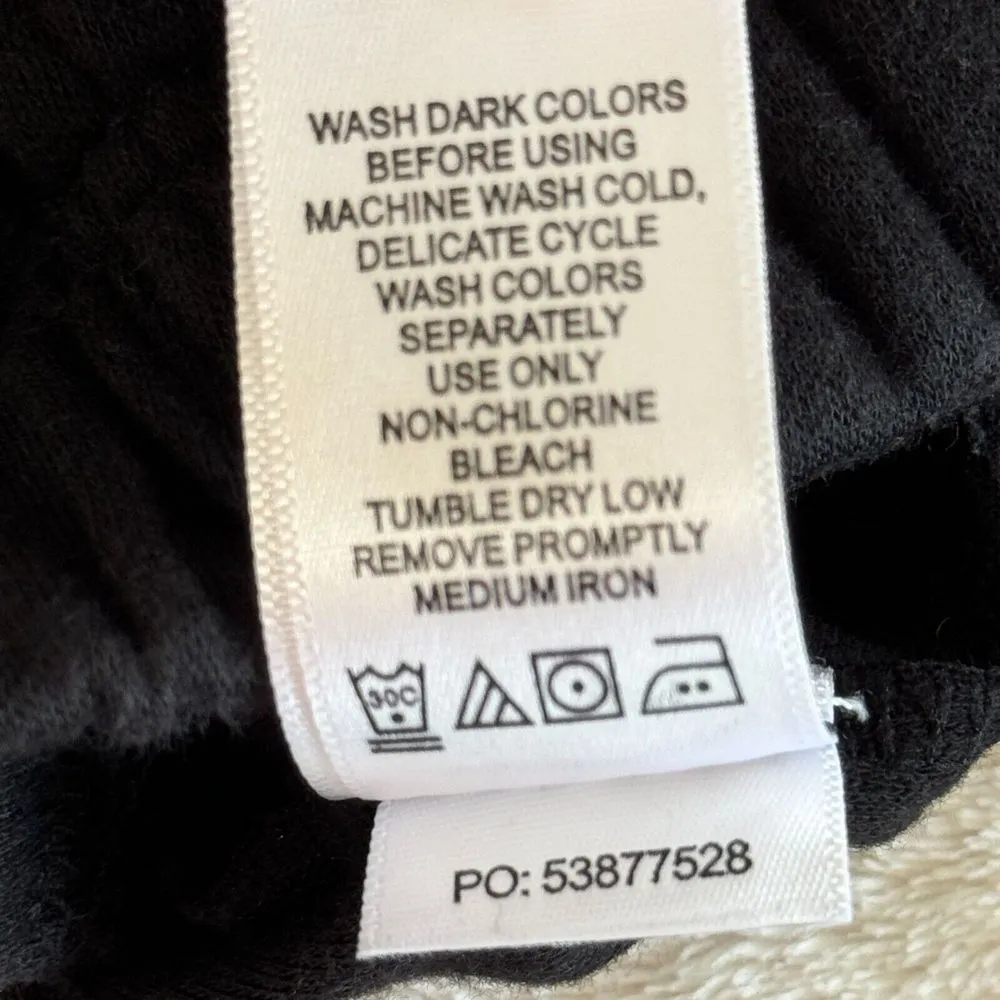 WASH DARK COLORS
BEFORE USING
MACHINE WASH COLD,
DELICATE CYCLE
WASH COLORS
SEPARATELY
USE ONLY
NON-CHLORINE
BLEACH
TUMBLE DRY LOW
REMOVE PROMPTLY
MEDIUM IRON
30C
PO: 53877528